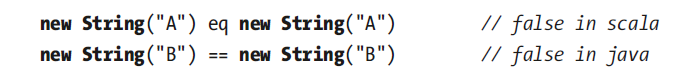 new String("A") eq new String("A") // false in scala
new String("B") == new String("B") // false in java